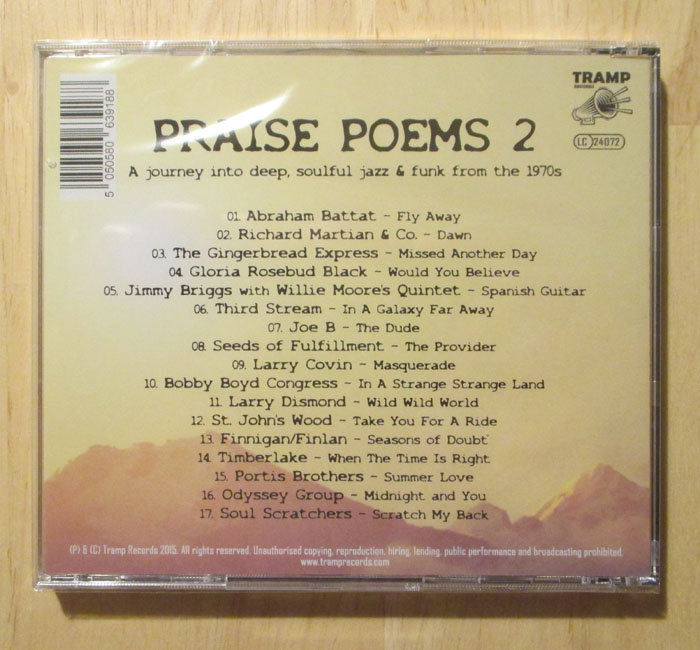 5 050580 639188
TRAMP
RECORDS
LC 24072
PRAISE POEMS 2
A journey into deep, soulful jazz & funk from the 1970s
01. Abraham Battat - Fly Away
02. Richard Martian & Co. - Dawn
03. The Gingerbread Express - Missed Another Day
04. Gloria Rosebud Black - Would You Believe
05. Jimmy Briggs with Willie Moore's Quintet - Spanish Guitar
06. Third Stream - In A Galaxy Far Away
07. Joe B - The Dude
08. Seeds of Fulfillment - The Provider
09. Larry Covin - Masquerade
10. Bobby Boyd Congress - In A Strange Strange Land
11. Larry Dismond - Wild Wild World
12. St. John's Wood - Take You For A Ride
13. Finnigan/Finlan - Seasons of Doubt
14. Timberlake - When The Time Is Right
15. Portis Brothers - Summer Love
16. Odyssey Group - Midnight and You
17. Soul Scratchers - Scratch My Back
(P) & (C) Tramp Records 2015. All rights reserved. Unauthorised copying, reproduction, hiring, lending, public performance and broadcasting prohibited.
www.tramprecords.com